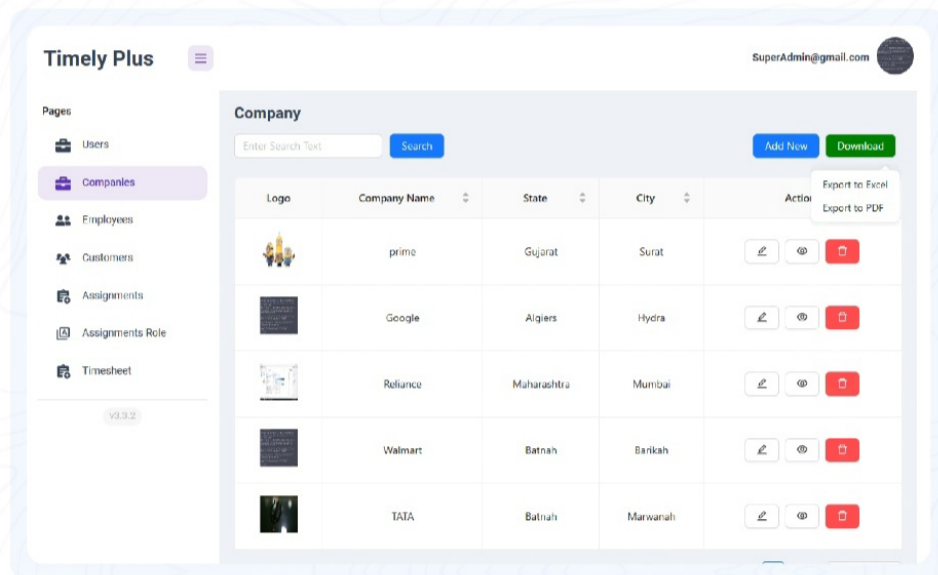 Timely Plus
SuperAdmin@gmail.com
Pages
Users
Companies
Employees
Customers
Assignments
Assignments Role
Timesheet
v3.3.2
Company
Enter Search Text
Search
Add New
Download
Export to Excel
Export to PDF
Logo
Company Name
State
City
Action
prime
Gujarat
Surat
Google
Algiers
Hydra
Reliance
Maharashtra
Mumbai
Walmart
Batnah
Barikah
TATA
Batnah
Marwanah